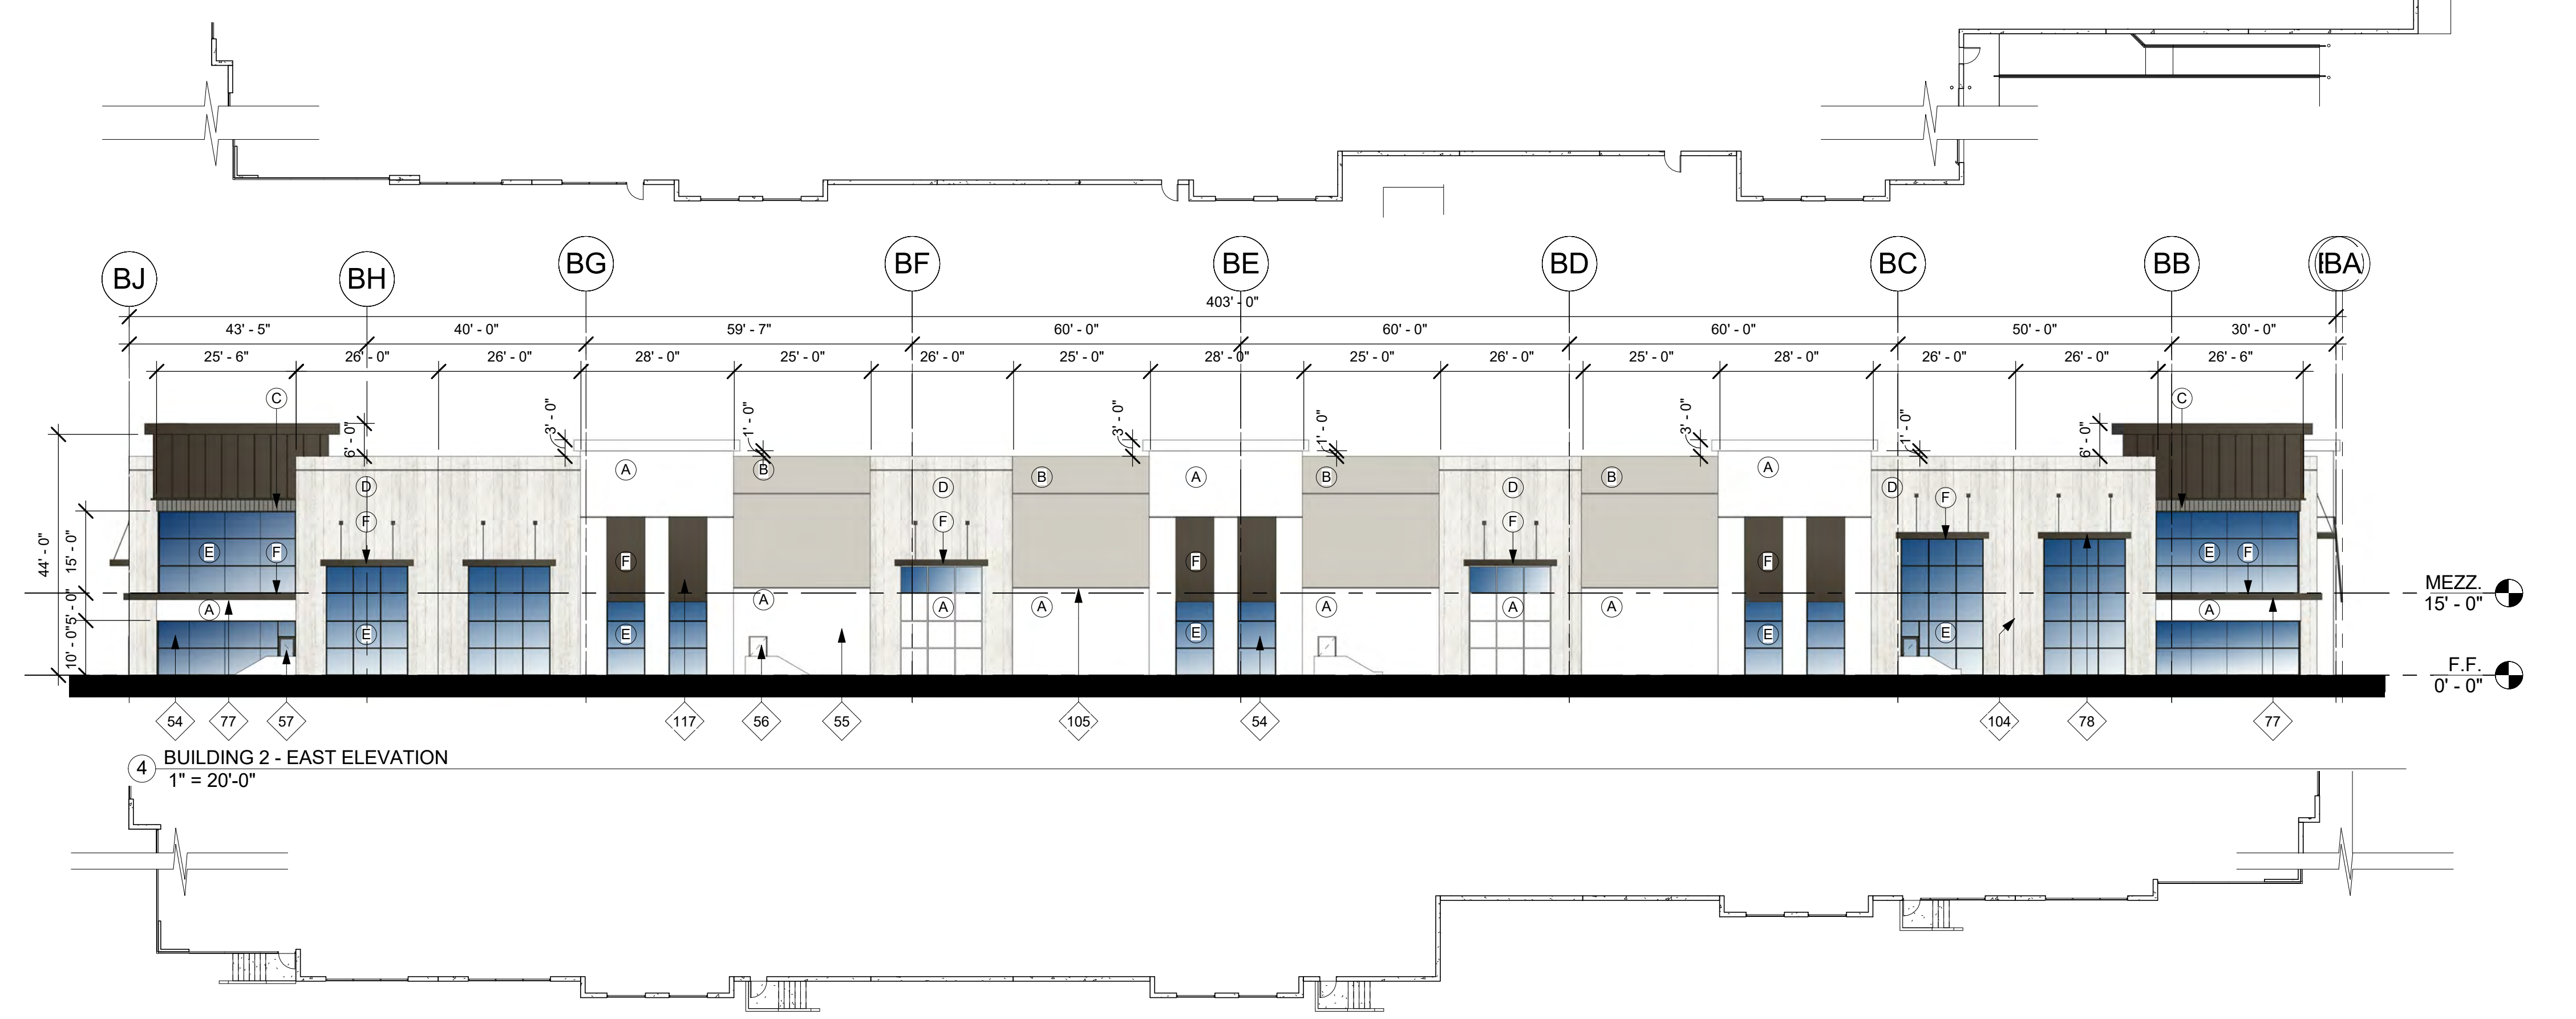 BJ BH BG BF BE BD BC BB BA
403' - 0"
43' - 5" 40' - 0" 59' - 7" 60' - 0" 60' - 0" 60' - 0" 50' - 0" 30' - 0"
25' - 6" 26' - 0" 26' - 0" 28' - 0" 25' - 0" 26' - 0" 25' - 0" 28' - 0" 25' - 0" 26' - 0" 25' - 0" 28' - 0" 26' - 0" 26' - 0" 26' - 6"
C C
6' - 0" 3' - 0" 1' - 0" 3' - 0" 1' - 0" 3' - 0" 1' - 0" 6' - 0"
A B B A B B A
D D D D
F F F F
E F F F F E F
44' - 0" 15' - 0" 5' - 0" 10' - 0"
MEZZ.
15' - 0"
A A A A A A A A
E E E E E
F.F.
0' - 0"
54 77 57 117 56 55 105 54 104 78 77
4 BUILDING 2 - EAST ELEVATION
1" = 20'-0"